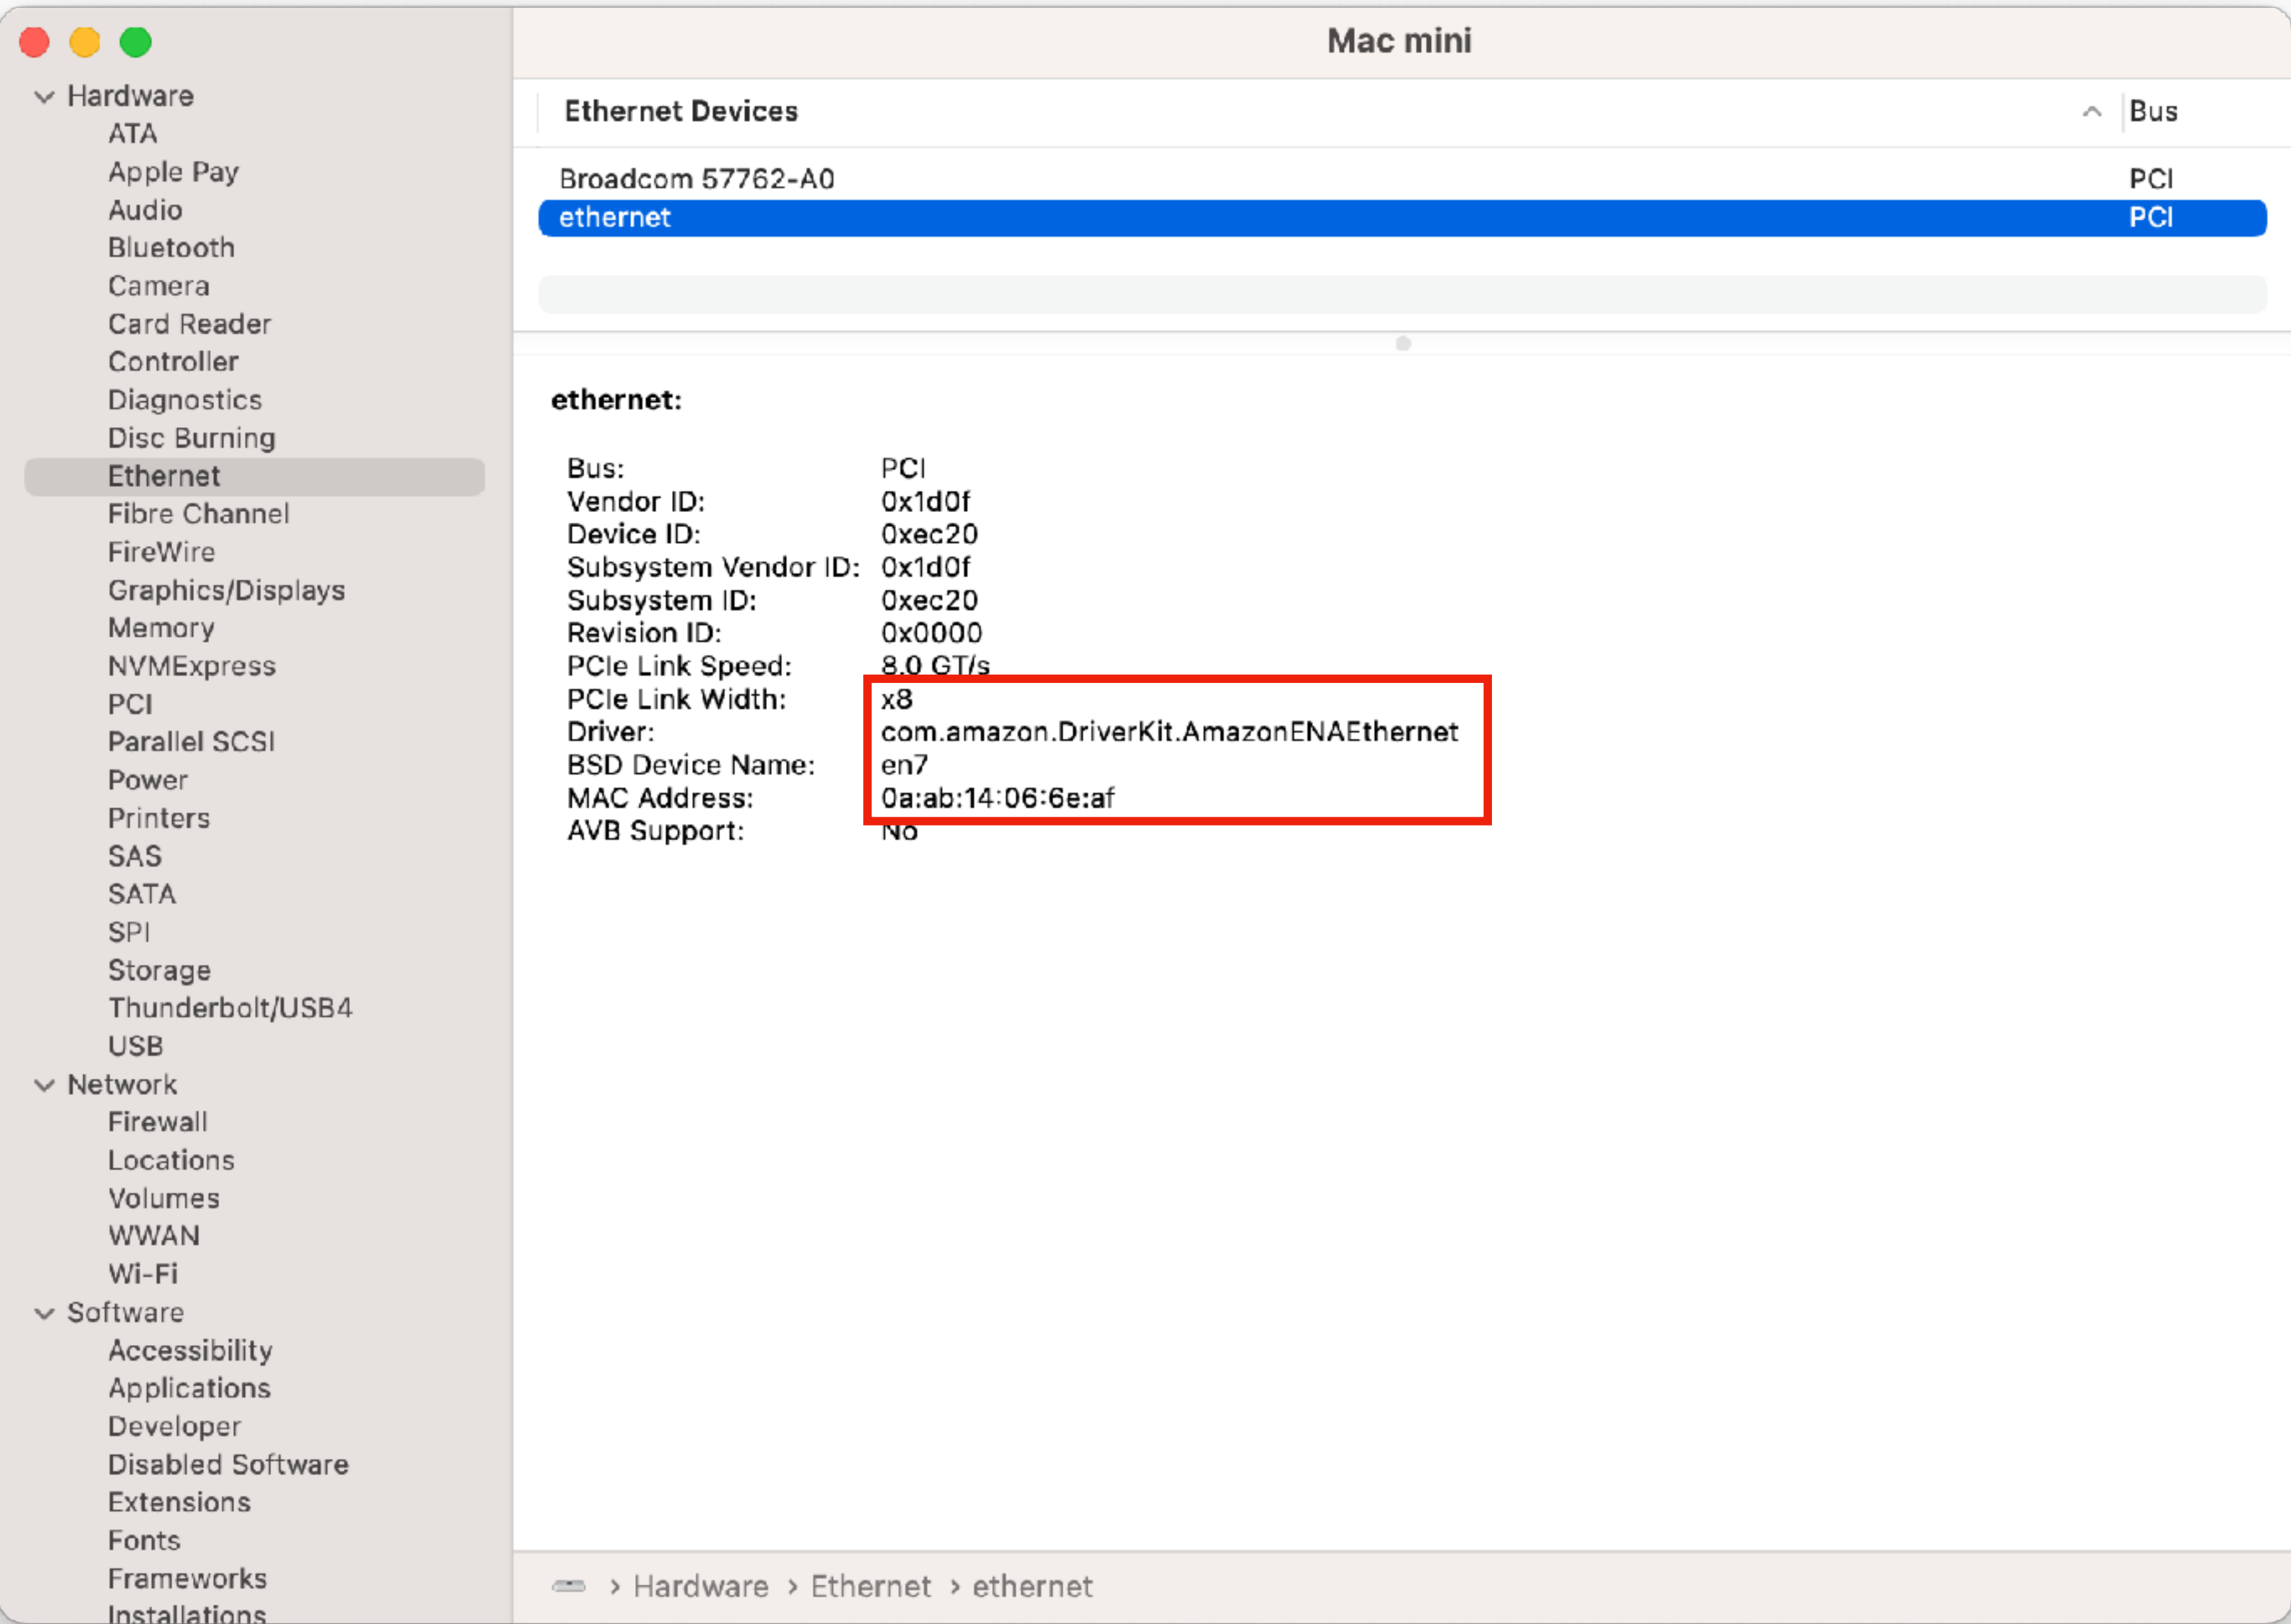 Mac mini
Hardware
ATA
Apple Pay
Audio
Bluetooth
Camera
Card Reader
Controller
Diagnostics
Disc Burning
Ethernet
Fibre Channel
FireWire
Graphics/Displays
Memory
NVMExpress
PCI
Parallel SCSI
Power
Printers
SAS
SATA
SPI
Storage
Thunderbolt/USB4
USB
Network
Firewall
Locations
Volumes
WWAN
Wi-Fi
Software
Accessibility
Applications
Developer
Disabled Software
Extensions
Fonts
Frameworks
Installations
Ethernet Devices Bus
Broadcom 57762-A0 PCI
ethernet PCI
ethernet:
Bus: PCI
Vendor ID: 0x1d0f
Device ID: 0xec20
Subsystem Vendor ID: 0x1d0f
Subsystem ID: 0xec20
Revision ID: 0x0000
PCIe Link Speed: 8.0 GT/s
PCIe Link Width: x8
Driver: com.amazon.DriverKit.AmazonENAEthernet
BSD Device Name: en7
MAC Address: 0a:ab:14:06:6e:af
AVB Support: No
› Hardware › Ethernet › ethernet